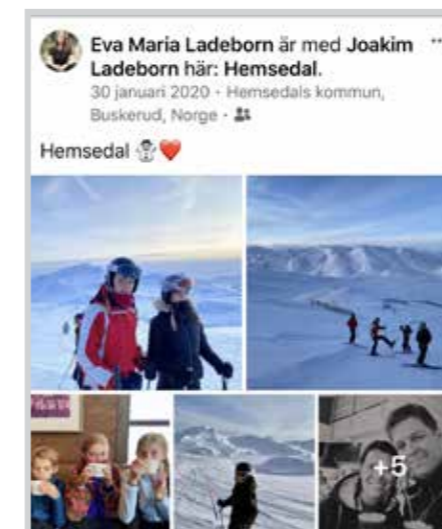 Eva Maria Ladeborn är med Joakim
Ladeborn här: Hemsedal.
30 januari 2020 · Hemsedals kommun,
Buskerud, Norge ·
Hemsedal ☃️❤️
+5